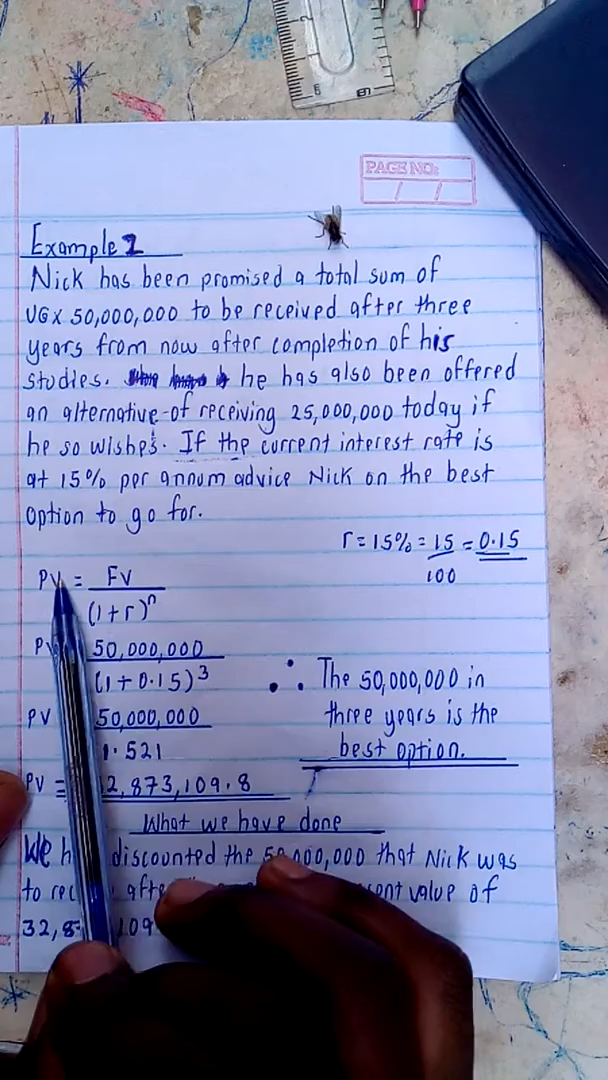 PAGE NO:
Example 1
Nick has been promised a total sum of
UGX 50,000,000 to be received after three
years from now after completion of his
studies. he has also been offered
an alternative of receiving 25,000,000 today if
he so wishes. If the current interest rate is
at 15% per annum advice Nick on the best
option to go for.
r = 15% = 15 = 0.15
100
PV = FV
(1+r)^n
50,000,000
(1+0.15)^3
PV 50,000,000
1.521
PV = 2,873,109.8
∴ The 50,000,000 in
three years is the
best option.
What we have done
We discounted the 50,000,000 that Nick was
to value of
32,8 109